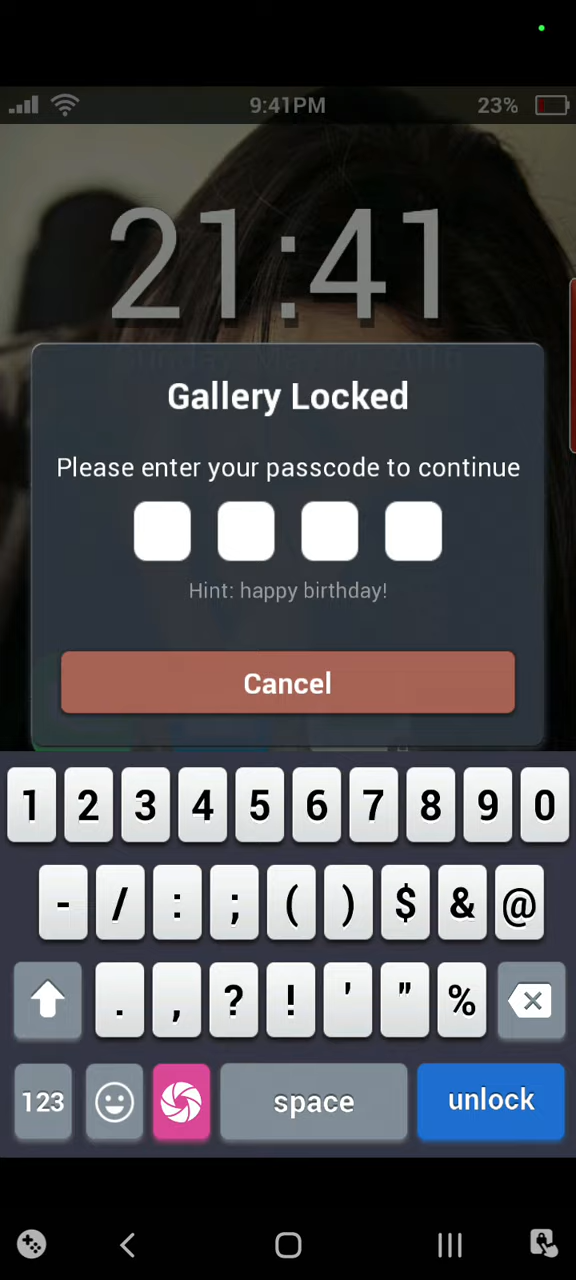 9:41PM 23%
21:41
Gallery Locked
Please enter your passcode to continue
Hint: happy birthday!
Cancel
1 2 3 4 5 6 7 8 9 0
- / : ; ( ) $ & @
. , ? ! ' " %
123 space unlock